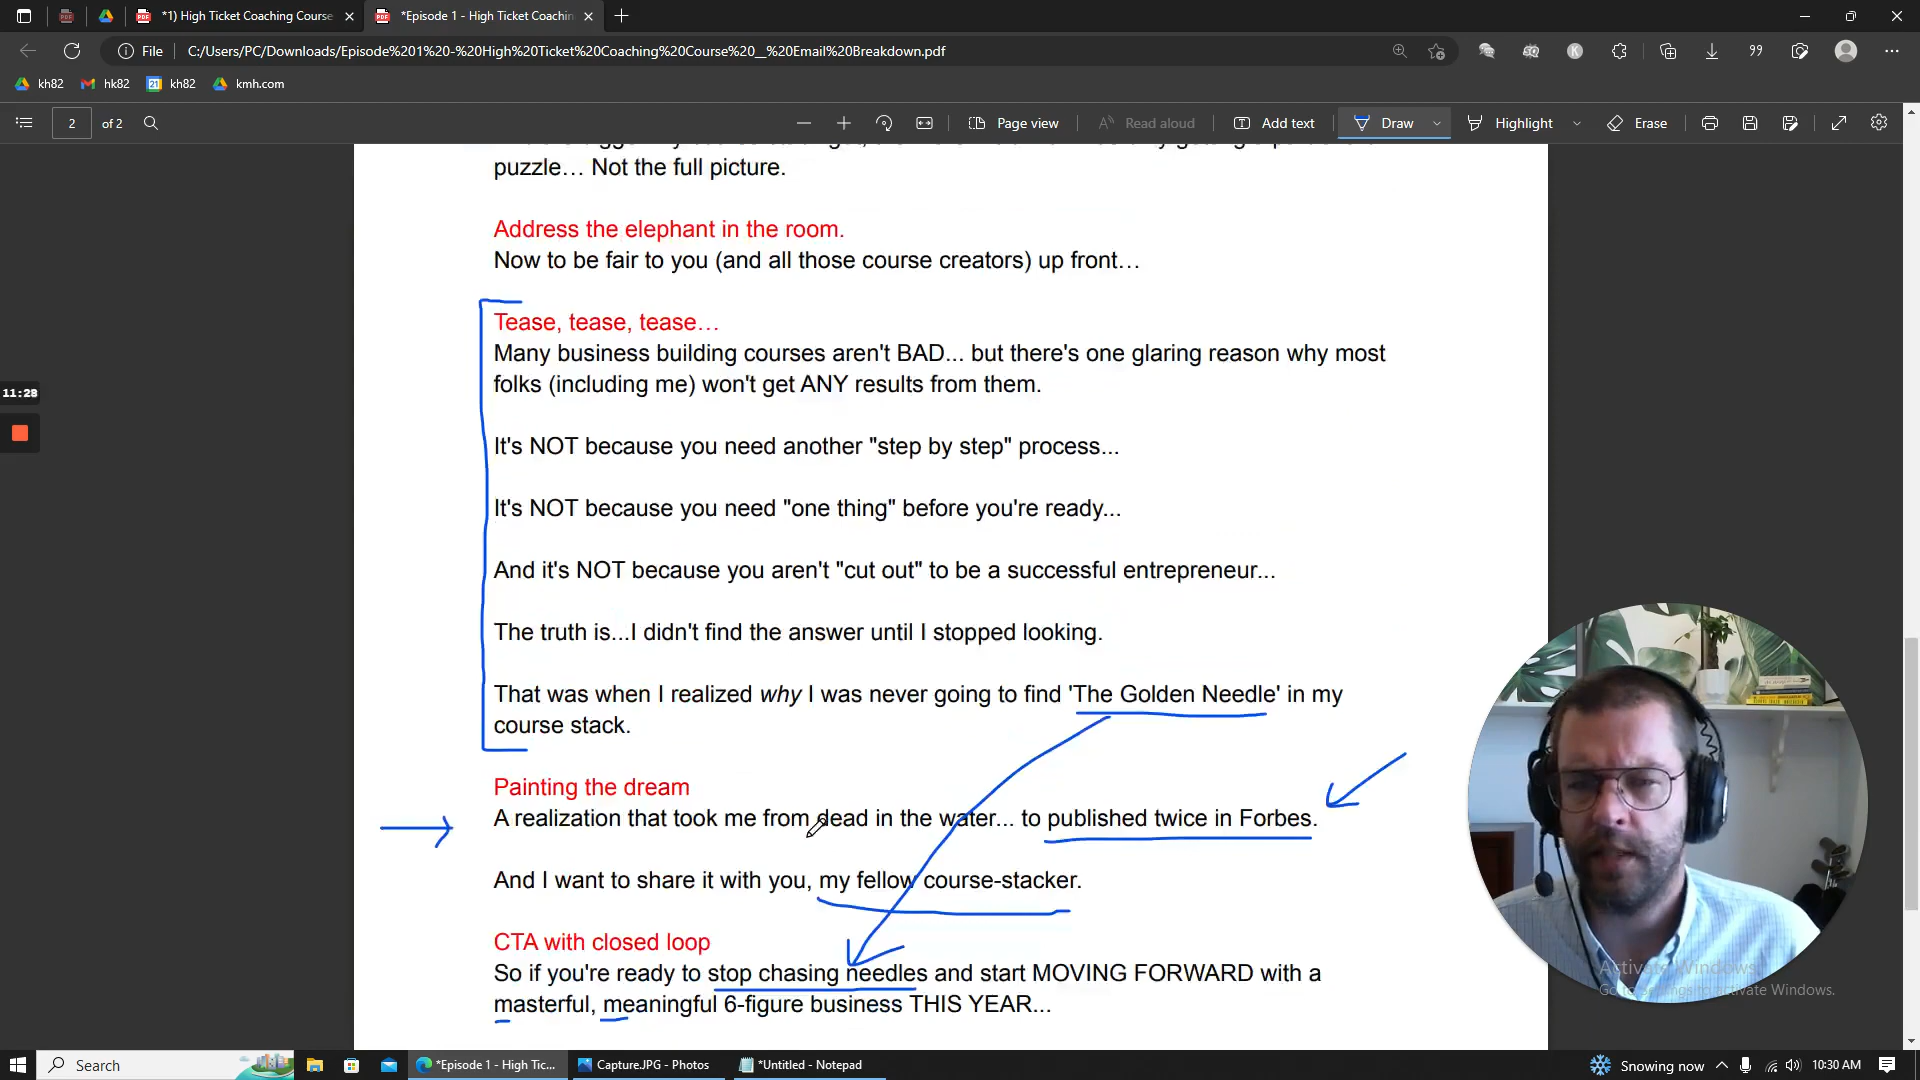 *1) High Ticket Coaching Course
*Episode 1 - High Ticket Coachin
File
C:/Users/PC/Downloads/Episode%201%20-%20High%20Ticket%20Coaching%20Course%20__%20Email%20Breakdown.pdf
kh82
hk82
kh82
kmh.com
2
of 2
Page view
Read aloud
Add text
Draw
Highlight
Erase
puzzle… Not the full picture.
Address the elephant in the room.
Now to be fair to you (and all those course creators) up front…
Tease, tease, tease…
Many business building courses aren't BAD... but there's one glaring reason why most
folks (including me) won't get ANY results from them.
11:28
It's NOT because you need another "step by step" process...
It's NOT because you need "one thing" before you're ready...
And it's NOT because you aren't "cut out" to be a successful entrepreneur...
The truth is...I didn't find the answer until I stopped looking.
That was when I realized why I was never going to find 'The Golden Needle' in my
course stack.
Painting the dream
A realization that took me from dead in the water... to published twice in Forbes.
And I want to share it with you, my fellow course-stacker.
CTA with closed loop
So if you're ready to stop chasing needles and start MOVING FORWARD with a
masterful, meaningful 6-figure business THIS YEAR...
Activate Windows
Go to Settings to activate Windows.
Search
*Episode 1 - High Tic...
Capture.JPG - Photos
*Untitled - Notepad
Snowing now
10:30 AM